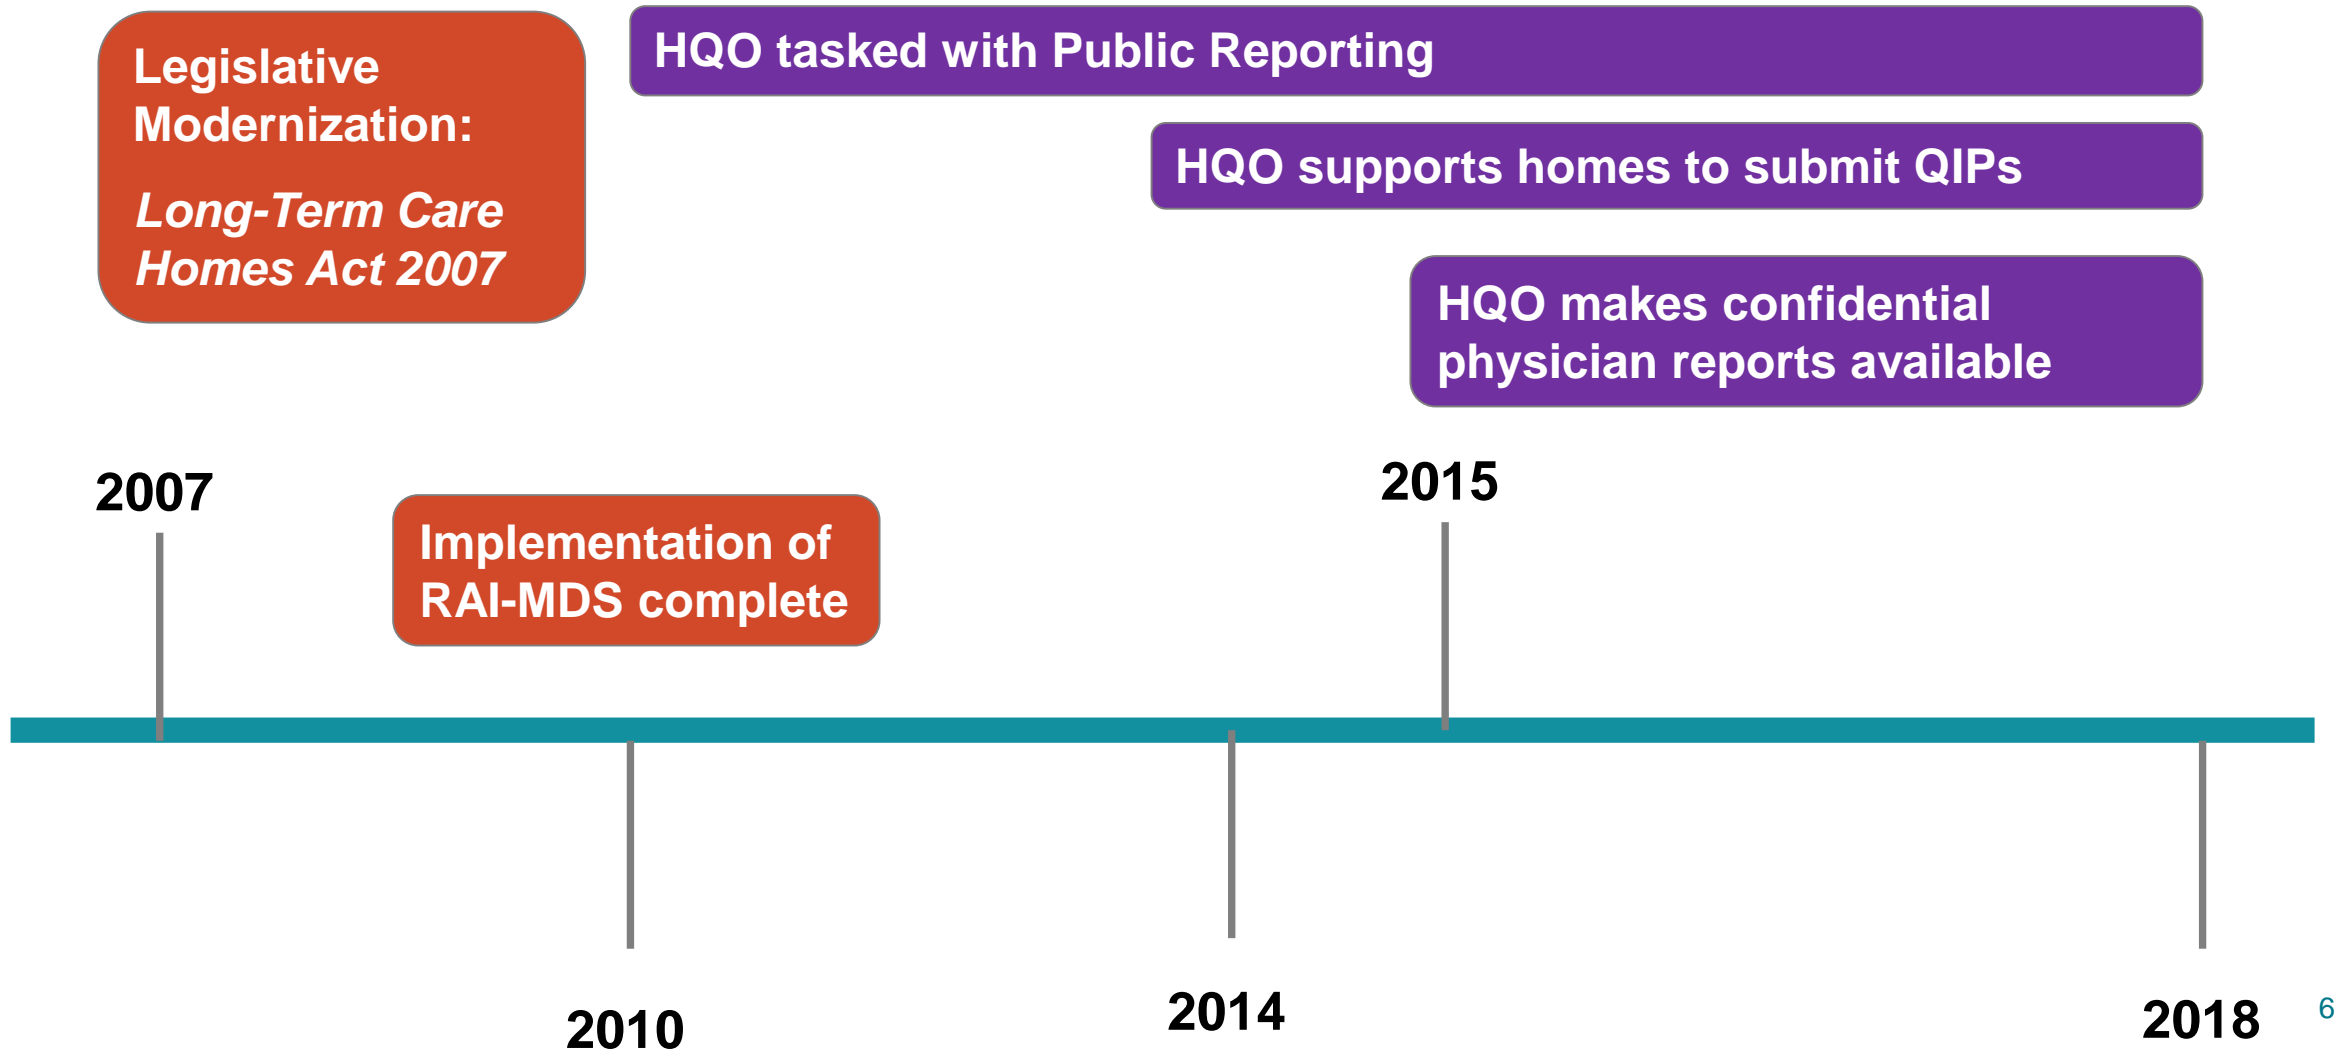 Legislative
Modernization:
Long-Term Care
Homes Act 2007
HQO tasked with Public Reporting
HQO supports homes to submit QIPs
HQO makes confidential
physician reports available
2007
2015
Implementation of
RAI-MDS complete
2010
2014
2018
6